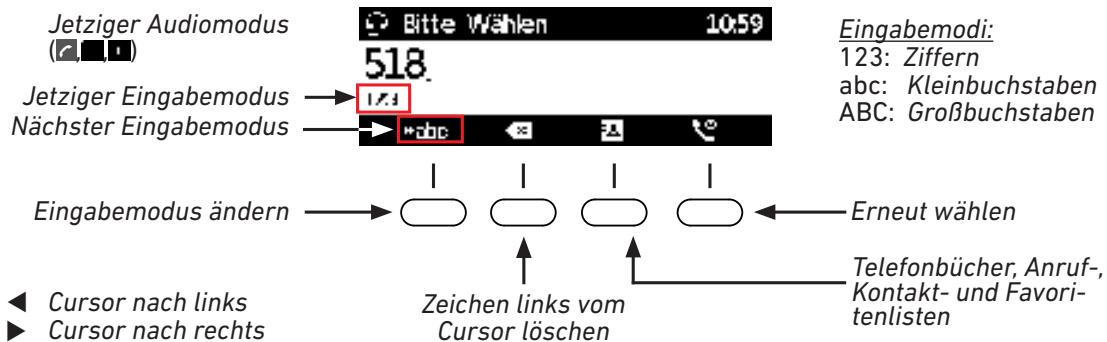 Jetziger Audiomodus
Bitte Wählen 10:59
518
123
Jetziger Eingabemodus
Nächster Eingabemodus
»abc
Eingabemodi:
123: Ziffern
abc: Kleinbuchstaben
ABC: Großbuchstaben
Eingabemodus ändern
Erneut wählen
Zeichen links vom
Cursor löschen
Telefonbücher, Anruf-,
Kontakt- und Favori-
tenlisten
Cursor nach links
Cursor nach rechts